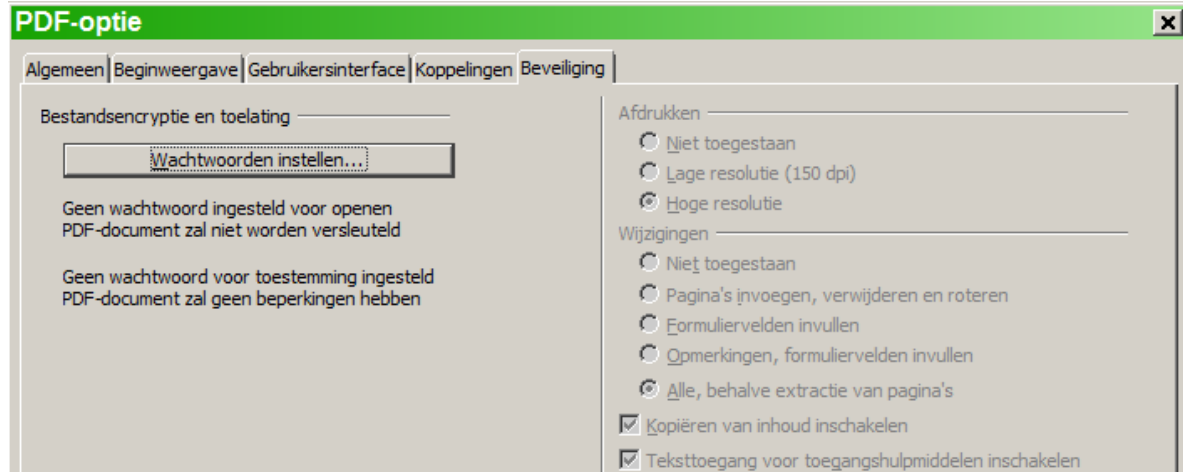 PDF-optie
Algemeen Beginweergave Gebruikersinterface Koppelingen Beveiliging
Bestandsencryptie en toelating
Wachtwoorden instellen...
Geen wachtwoord ingesteld voor openen
PDF-document zal niet worden versleuteld
Geen wachtwoord voor toestemming ingesteld
PDF-document zal geen beperkingen hebben
Afdrukken
Niet toegestaan
Lage resolutie (150 dpi)
Hoge resolutie
Wijzigingen
Niet toegestaan
Pagina's invoegen, verwijderen en roteren
Formuliervelden invullen
Opmerkingen, formuliervelden invullen
Alle, behalve extractie van pagina's
Kopiëren van inhoud inschakelen
Teksttoegang voor toegangshulpmiddelen inschakelen